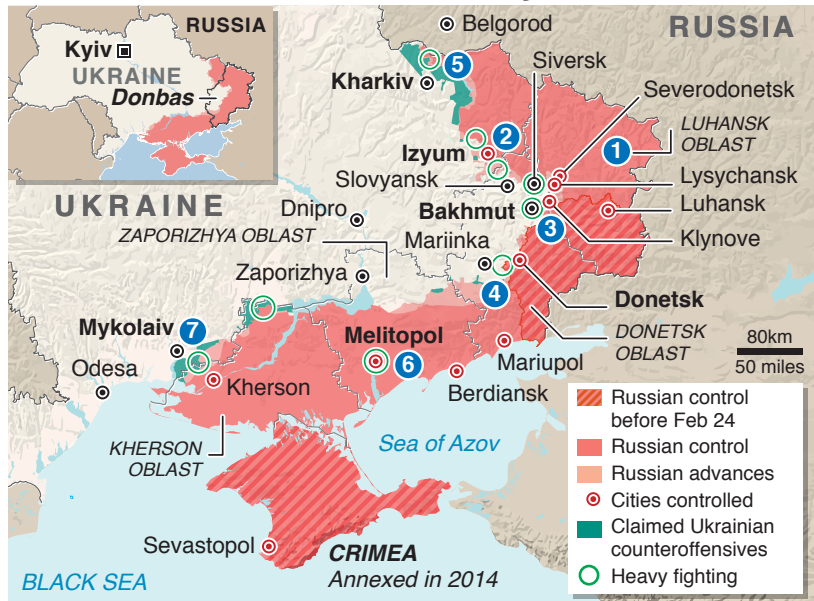 RUSSIA
Kyiv
UKRAINE
Donbas
Belgorod
RUSSIA
Siversk
5
Kharkiv
Severodonetsk
2
1
LUHANSK
OBLAST
Izyum
Slovyansk
Lysychansk
UKRAINE
Dnipro
Bakhmut
Luhansk
ZAPORIZHYA OBLAST
Mariinka
3
Klynove
Zaporizhya
4
Donetsk
Mykolaiv
7
Melitopol
DONETSK
OBLAST
80km
50 miles
Odesa
Kherson
6
Mariupol
Berdiansk
KHERSON
OBLAST
Sea of Azov
Russian control
before Feb 24
Russian control
Russian advances
Cities controlled
Claimed Ukrainian
counteroffensives
Heavy fighting
Sevastopol
CRIMEA
Annexed in 2014
BLACK SEA